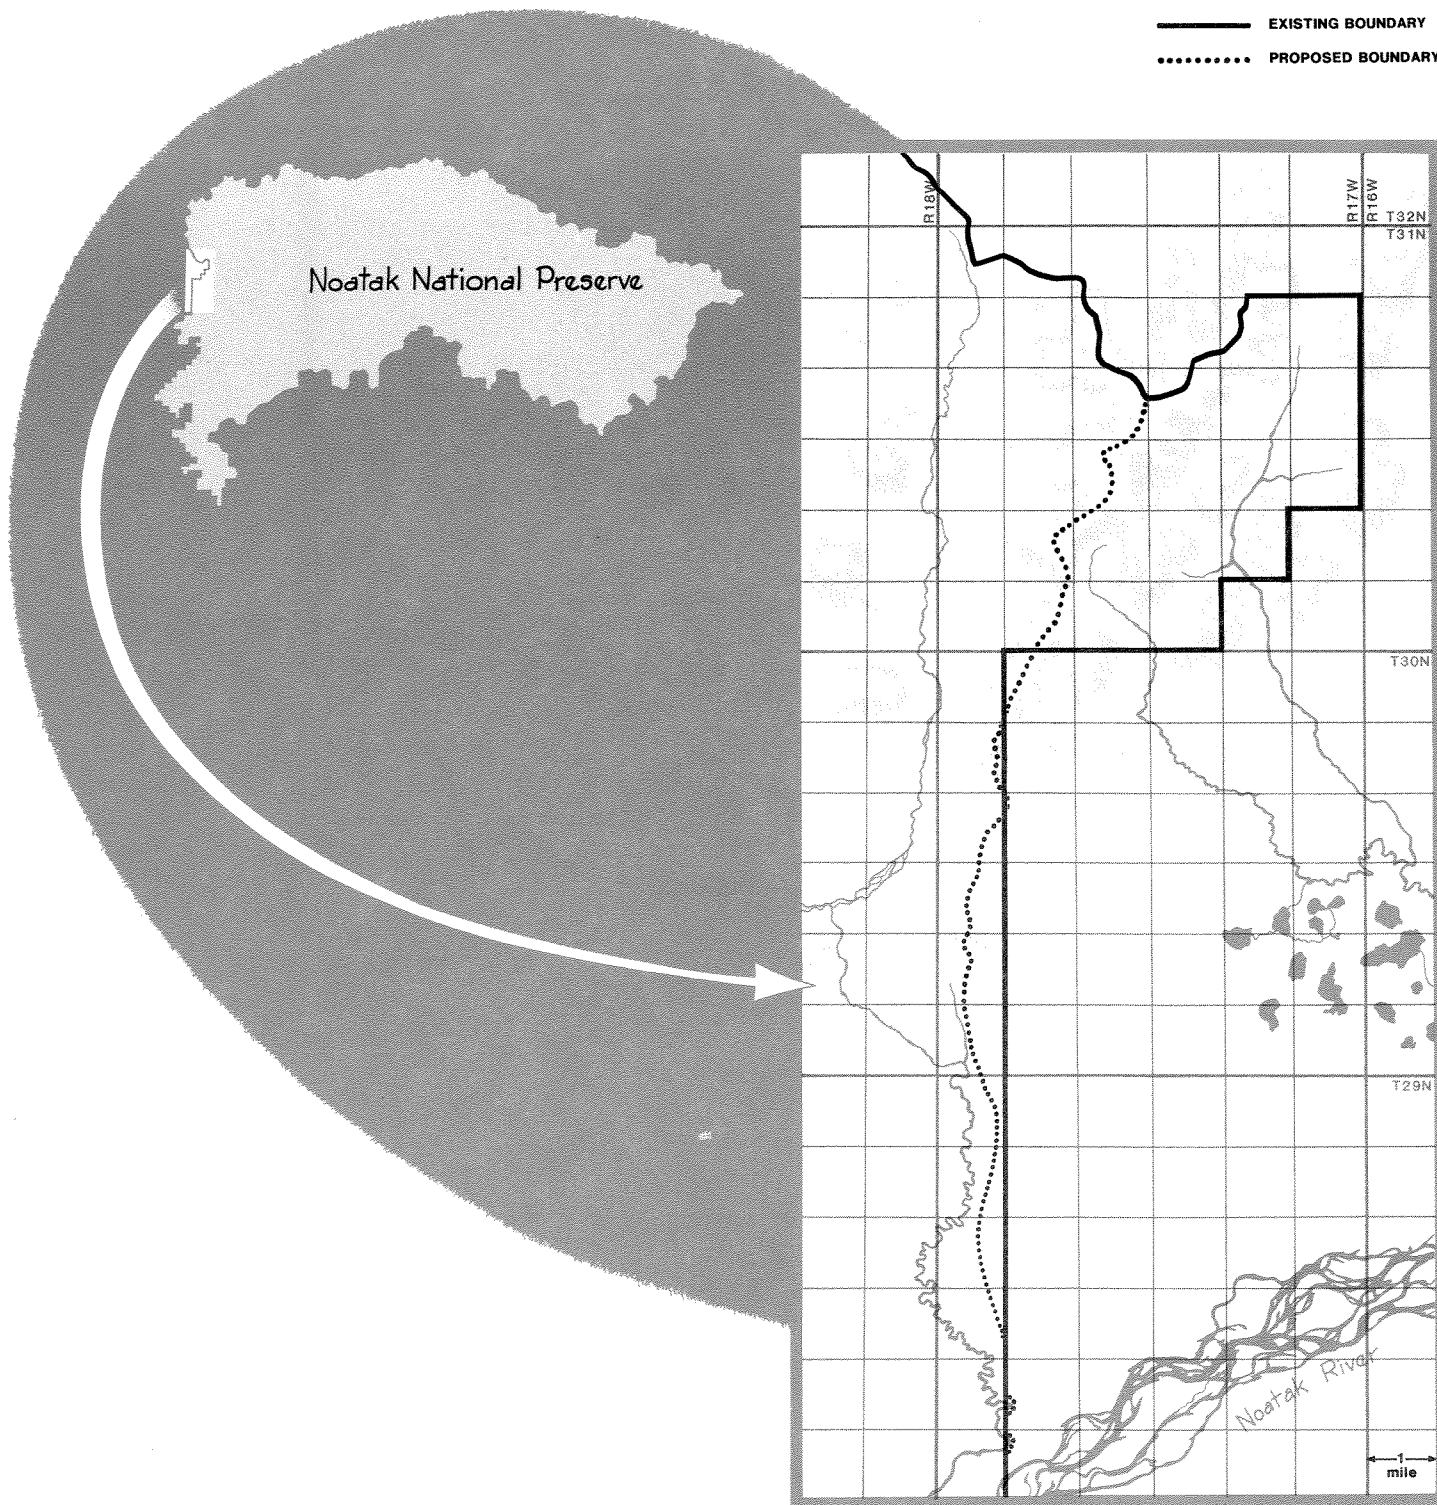 EXISTING BOUNDARY
PROPOSED BOUNDARY
R18W
R17W
R16W
T32N
T31N
Noatak National Preserve
T30N
T29N
Noatak River
1
mile